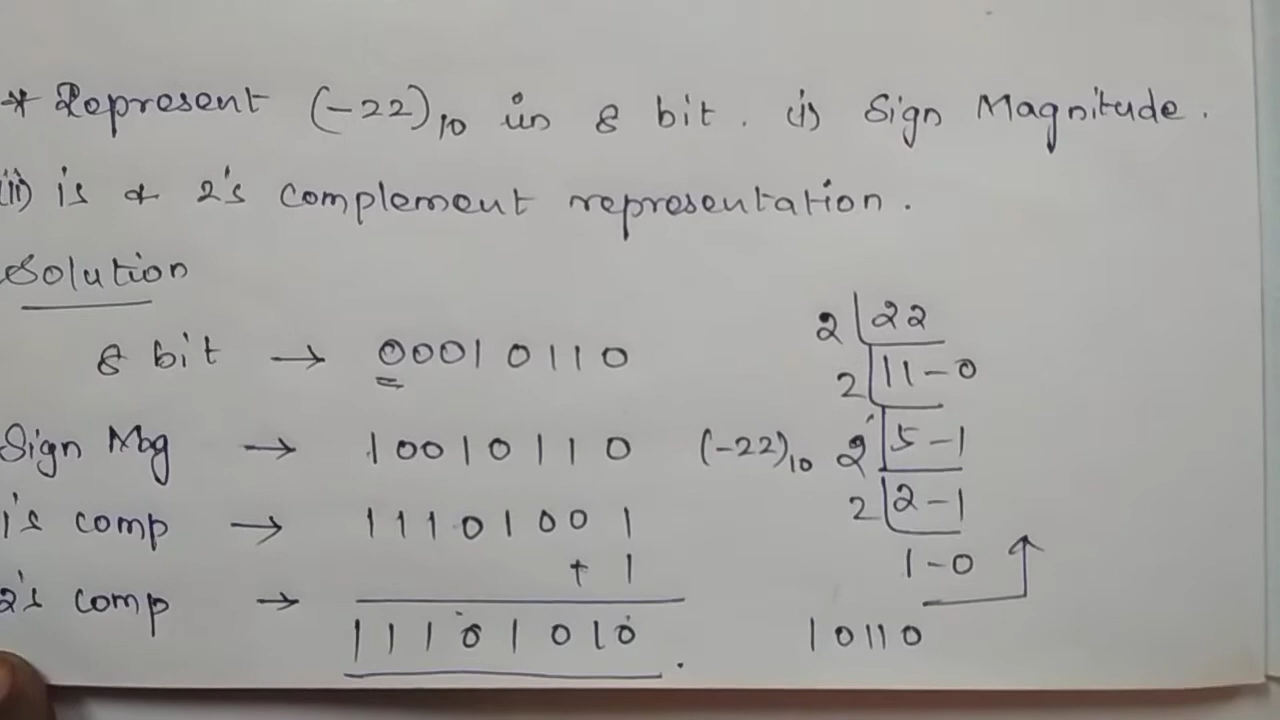 * Represent (-22)10 in 8 bit. (i) Sign Magnitude.
(ii) 1's & 2's complement representation.
Solution
8 bit → 00010110
Sign Mag → 10010110 (-22)10
1's comp → 11101001
+ 1
2's comp → 11101010.
2 22
2 11-0
2 5-1
2 2-1
1-0
10110